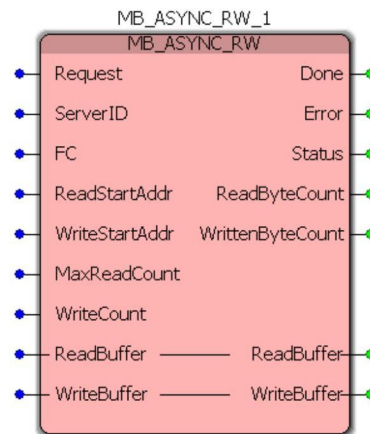 MB_ASYNC_RW_1
MB_ASYNC_RW
Request Done
ServerID Error
FC Status
ReadStartAddr ReadByteCount
WriteStartAddr WrittenByteCount
MaxReadCount
WriteCount
ReadBuffer ReadBuffer
WriteBuffer WriteBuffer